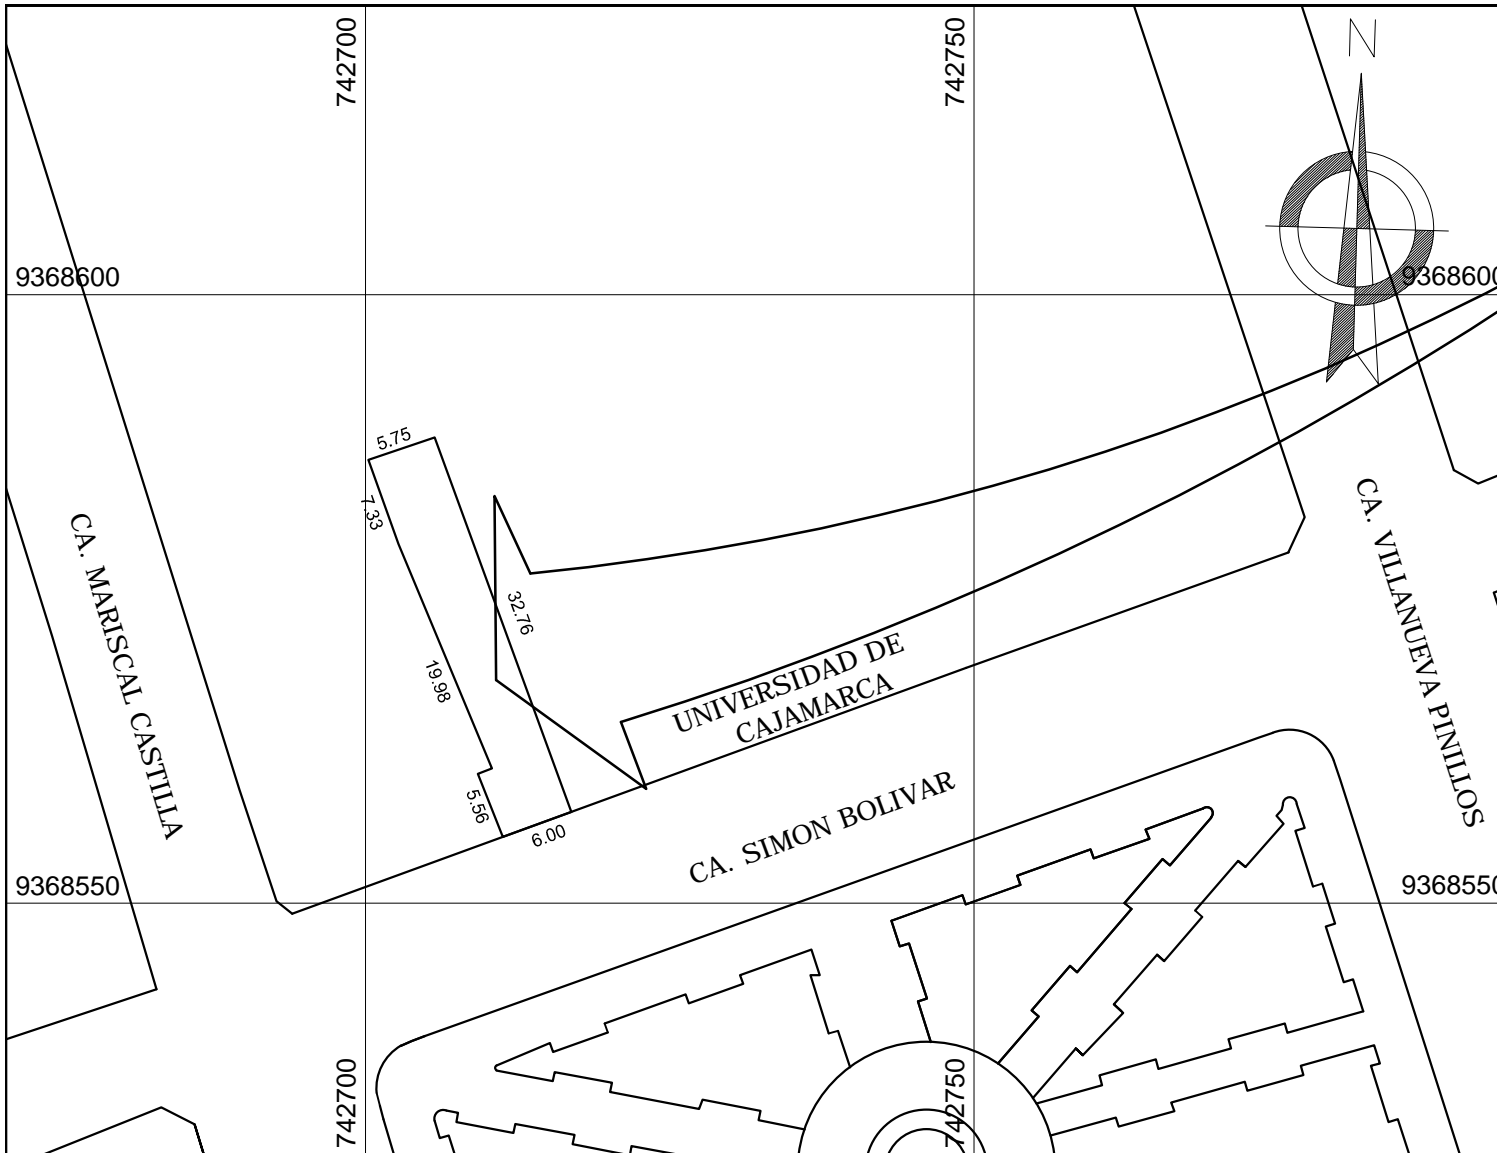 742700
742750
N
9368600
9368600
5.75
7.33
32.76
19.98
5.56
6.00
CA. MARISCAL CASTILLA
UNIVERSIDAD DE
CAJAMARCA
CA. SIMON BOLIVAR
CA. VILLANUEVA PINILLOS
9368550
9368550
742700
742750